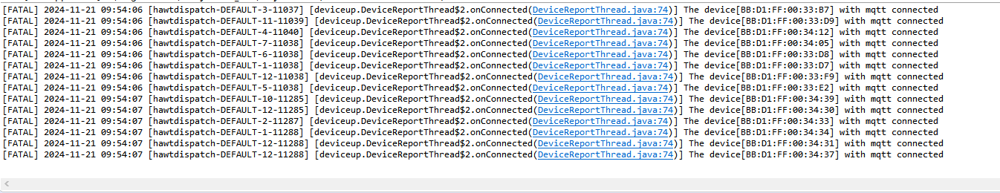 [FATAL] 2024-11-21 09:54:06 [hawtdispatch-DEFAULT-3-11037] [deviceup.DeviceReportThread$2.onConnected(DeviceReportThread.java:74)] The device[BB:D1:FF:00:33:B7] with mqtt connected
[FATAL] 2024-11-21 09:54:06 [hawtdispatch-DEFAULT-11-11039] [deviceup.DeviceReportThread$2.onConnected(DeviceReportThread.java:74)] The device[BB:D1:FF:00:33:D9] with mqtt connected
[FATAL] 2024-11-21 09:54:06 [hawtdispatch-DEFAULT-4-11040] [deviceup.DeviceReportThread$2.onConnected(DeviceReportThread.java:74)] The device[BB:D1:FF:00:34:12] with mqtt connected
[FATAL] 2024-11-21 09:54:06 [hawtdispatch-DEFAULT-7-11038] [deviceup.DeviceReportThread$2.onConnected(DeviceReportThread.java:74)] The device[BB:D1:FF:00:34:05] with mqtt connected
[FATAL] 2024-11-21 09:54:06 [hawtdispatch-DEFAULT-6-11038] [deviceup.DeviceReportThread$2.onConnected(DeviceReportThread.java:74)] The device[BB:D1:FF:00:33:D8] with mqtt connected
[FATAL] 2024-11-21 09:54:06 [hawtdispatch-DEFAULT-1-11038] [deviceup.DeviceReportThread$2.onConnected(DeviceReportThread.java:74)] The device[BB:D1:FF:00:33:D7] with mqtt connected
[FATAL] 2024-11-21 09:54:06 [hawtdispatch-DEFAULT-12-11038] [deviceup.DeviceReportThread$2.onConnected(DeviceReportThread.java:74)] The device[BB:D1:FF:00:33:F9] with mqtt connected
[FATAL] 2024-11-21 09:54:06 [hawtdispatch-DEFAULT-5-11038] [deviceup.DeviceReportThread$2.onConnected(DeviceReportThread.java:74)] The device[BB:D1:FF:00:33:E2] with mqtt connected
[FATAL] 2024-11-21 09:54:07 [hawtdispatch-DEFAULT-10-11285] [deviceup.DeviceReportThread$2.onConnected(DeviceReportThread.java:74)] The device[BB:D1:FF:00:34:39] with mqtt connected
[FATAL] 2024-11-21 09:54:07 [hawtdispatch-DEFAULT-12-11285] [deviceup.DeviceReportThread$2.onConnected(DeviceReportThread.java:74)] The device[BB:D1:FF:00:34:30] with mqtt connected
[FATAL] 2024-11-21 09:54:07 [hawtdispatch-DEFAULT-2-11287] [deviceup.DeviceReportThread$2.onConnected(DeviceReportThread.java:74)] The device[BB:D1:FF:00:34:33] with mqtt connected
[FATAL] 2024-11-21 09:54:07 [hawtdispatch-DEFAULT-1-11288] [deviceup.DeviceReportThread$2.onConnected(DeviceReportThread.java:74)] The device[BB:D1:FF:00:34:34] with mqtt connected
[FATAL] 2024-11-21 09:54:07 [hawtdispatch-DEFAULT-12-11288] [deviceup.DeviceReportThread$2.onConnected(DeviceReportThread.java:74)] The device[BB:D1:FF:00:34:31] with mqtt connected
[FATAL] 2024-11-21 09:54:07 [hawtdispatch-DEFAULT-12-11288] [deviceup.DeviceReportThread$2.onConnected(DeviceReportThread.java:74)] The device[BB:D1:FF:00:34:37] with mqtt connected